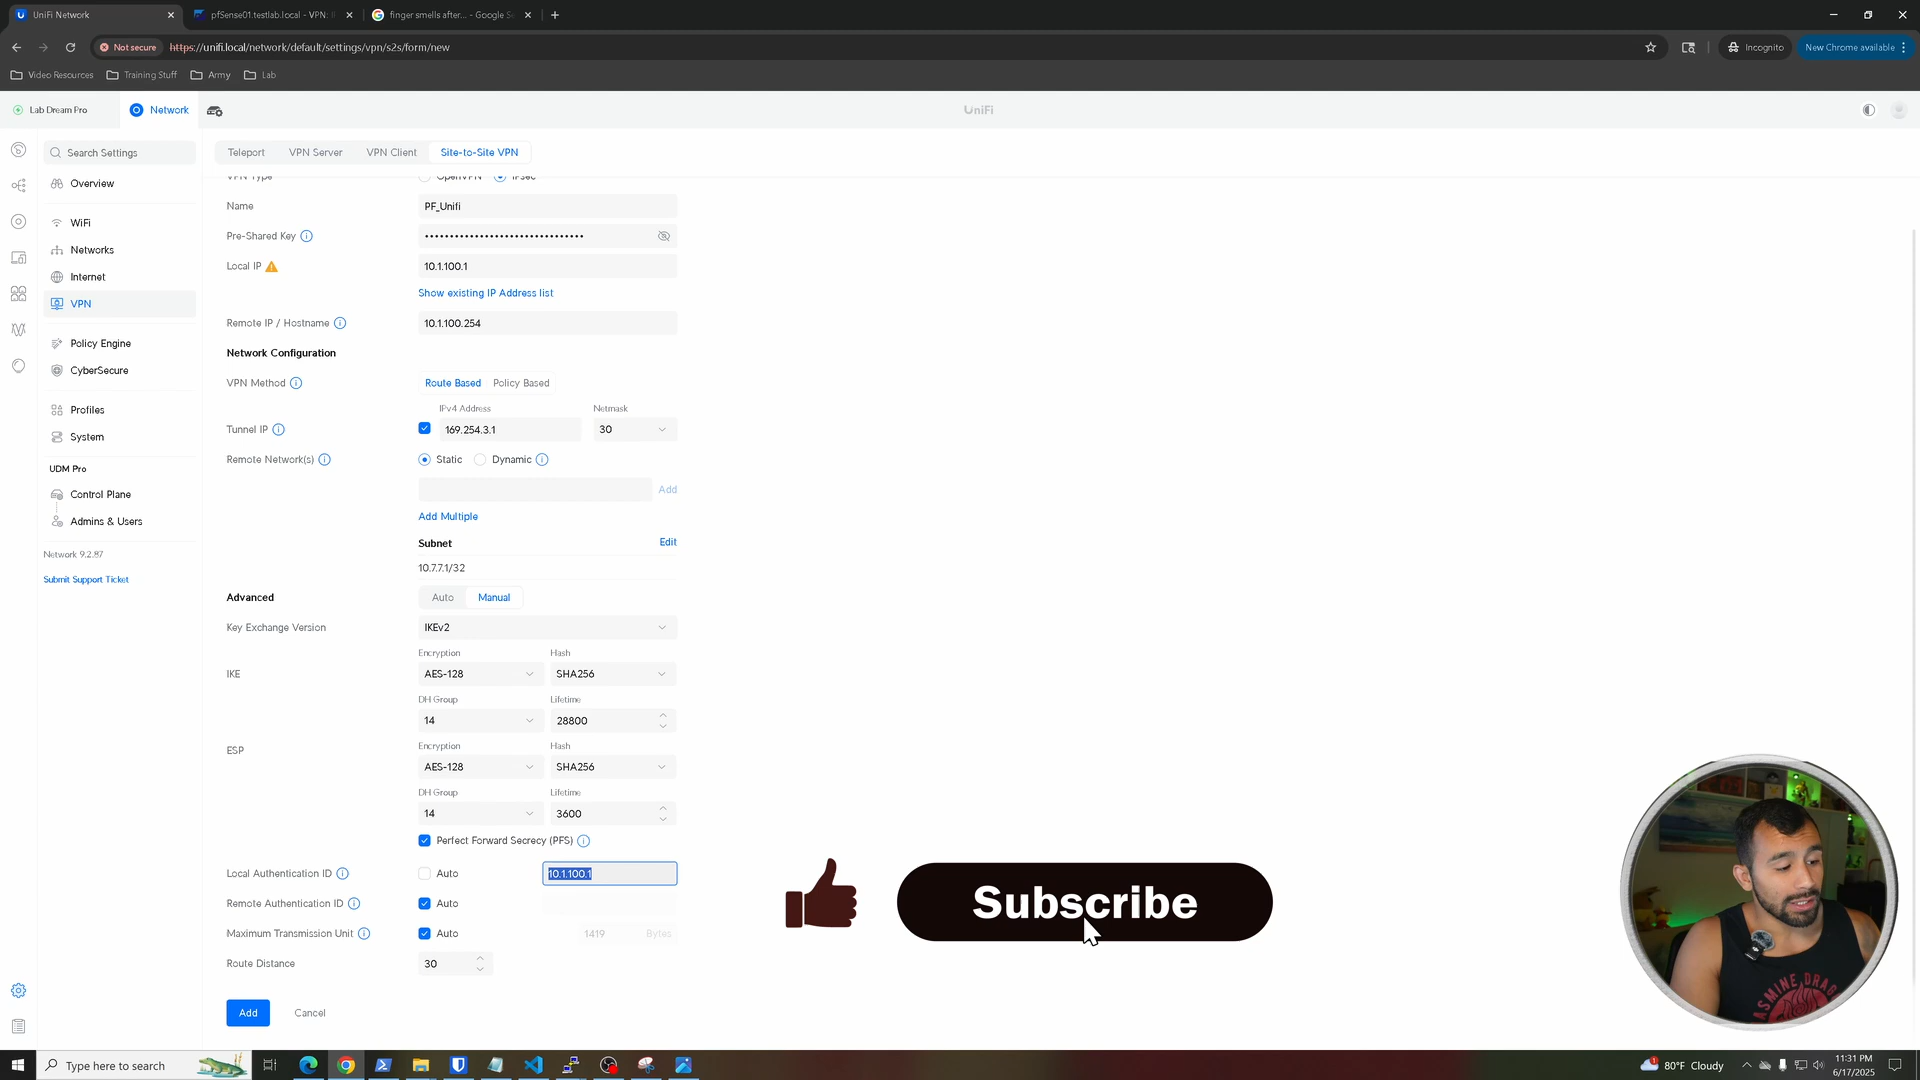 UniFi Network
pfSense01.testlab.local - VPN: I
finger smells after... - Google Se
Not secure
https://unifi.local/network/default/settings/vpn/s2s/form/new
Incognito
New Chrome available
Video Resources
Training Stuff
Army
Lab
Lab Dream Pro
Network
UniFi
Search Settings
Teleport
VPN Server
VPN Client
Site-to-Site VPN
Overview
WiFi
Networks
Internet
VPN
Policy Engine
CyberSecure
Profiles
System
UDM Pro
Control Plane
Admins & Users
Network 9.2.87
Submit Support Ticket
VPN Type
OpenVPN
IPsec
Name
PF_Unifi
Pre-Shared Key
••••••••••••••••••••••••••••••••
Local IP
10.1.100.1
Show existing IP Address list
Remote IP / Hostname
10.1.100.254
Network Configuration
VPN Method
Route Based
Policy Based
IPv4 Address
Netmask
Tunnel IP
169.254.3.1
30
Remote Network(s)
Static
Dynamic
Add
Add Multiple
Subnet
Edit
10.7.7.1/32
Advanced
Auto
Manual
Key Exchange Version
IKEv2
Encryption
Hash
IKE
AES-128
SHA256
DH Group
Lifetime
14
28800
Encryption
Hash
ESP
AES-128
SHA256
DH Group
Lifetime
14
3600
Perfect Forward Secrecy (PFS)
Local Authentication ID
Auto
10.1.100.1
Remote Authentication ID
Auto
Maximum Transmission Unit
Auto
1419
Bytes
Route Distance
30
Add
Cancel
Subscribe
ASMINE DRAG
Type here to search
1
80°F Cloudy
11:31 PM
6/17/2025